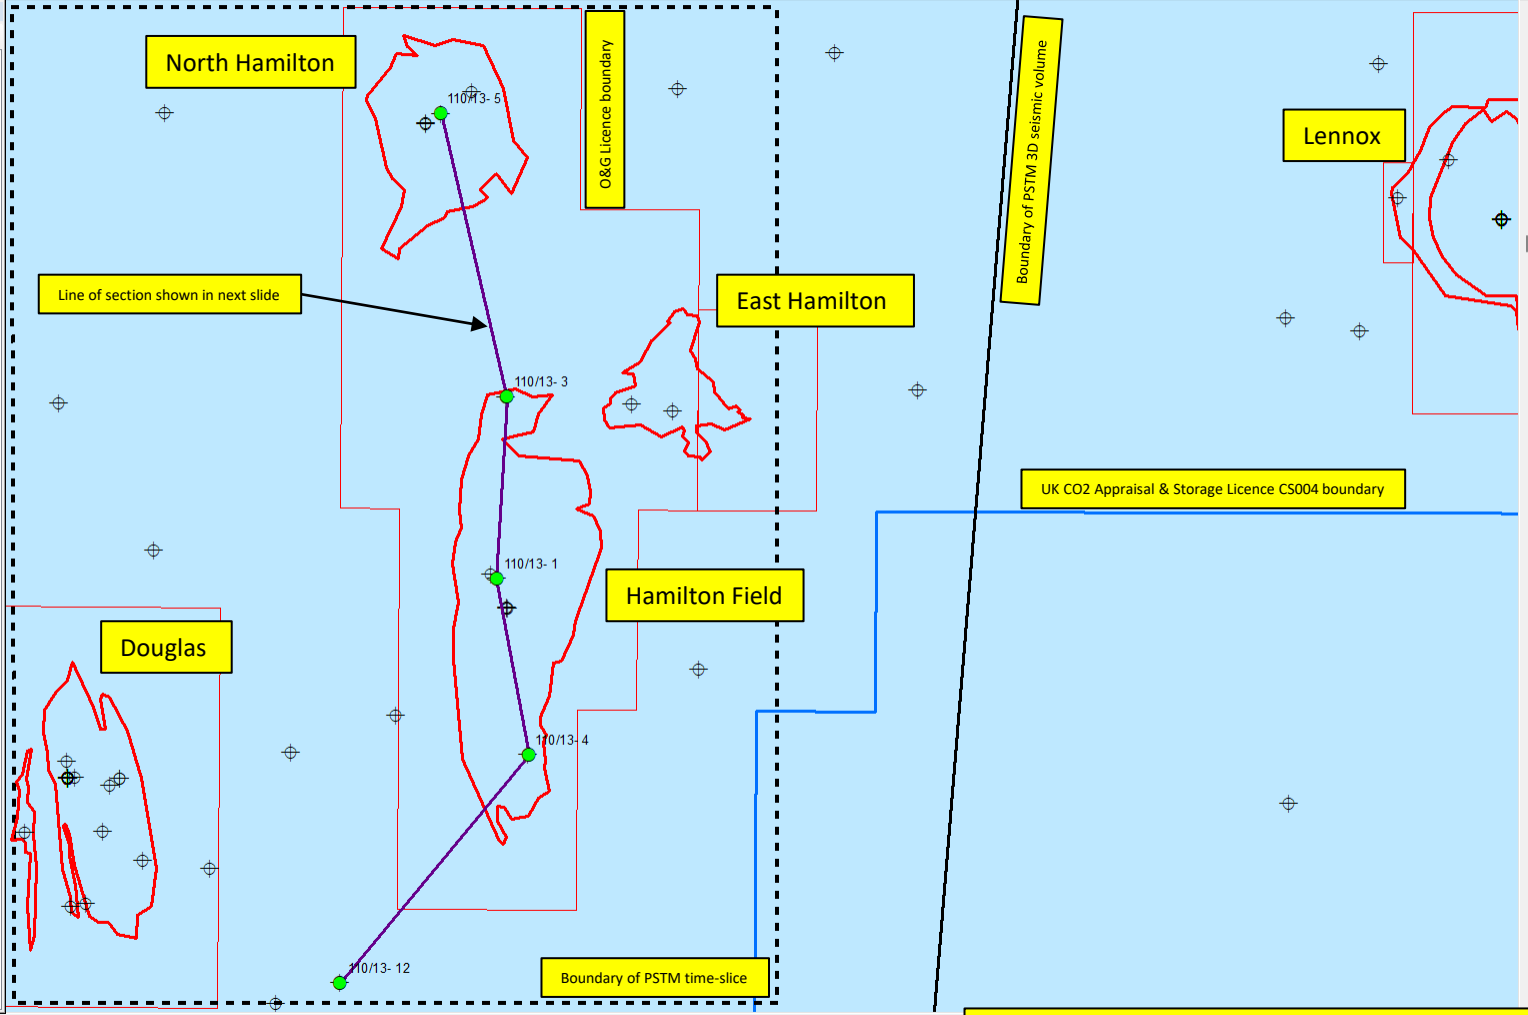 North Hamilton
O&G Licence boundary
Boundary of PSTM 3D seismic volume
Lennox
110/13- 5
Line of section shown in next slide
East Hamilton
110/13- 3
UK CO2 Appraisal & Storage Licence CS004 boundary
110/13- 1
Hamilton Field
Douglas
110/13- 4
110/13- 12
Boundary of PSTM time-slice